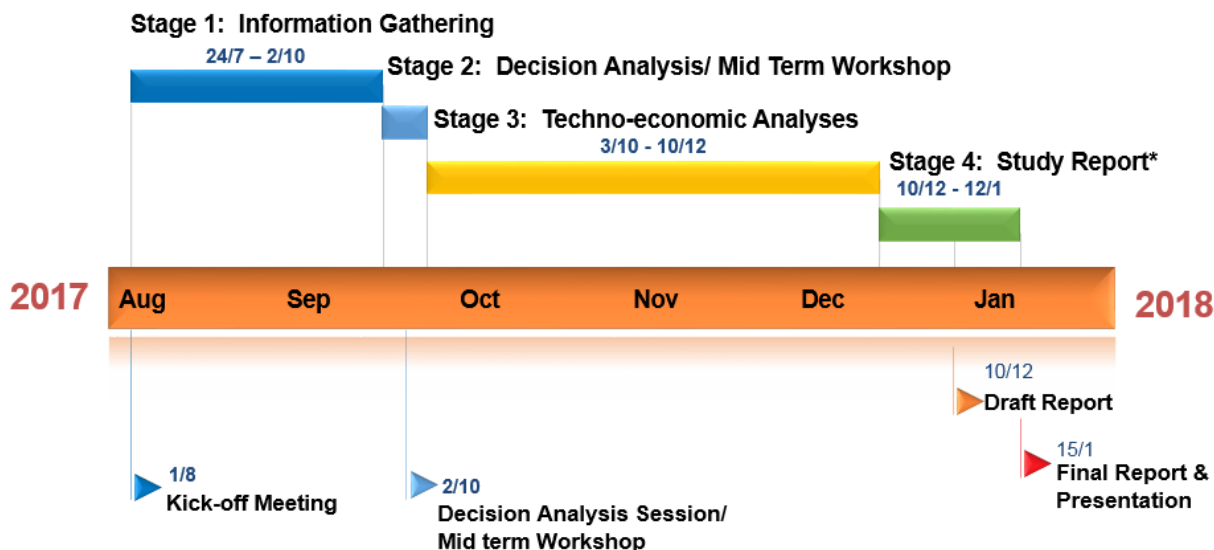 Stage 1:  Information Gathering
24/7 – 2/10
Stage 2:  Decision Analysis/ Mid Term Workshop
Stage 3:  Techno-economic Analyses
3/10 - 10/12
Stage 4:  Study Report*
10/12 - 12/1
2017
Aug
Sep
Oct
Nov
Dec
Jan
2018
10/12
Draft Report
1/8
Kick-off Meeting
2/10
Decision Analysis Session/
Mid term Workshop
15/1
Final Report &
Presentation